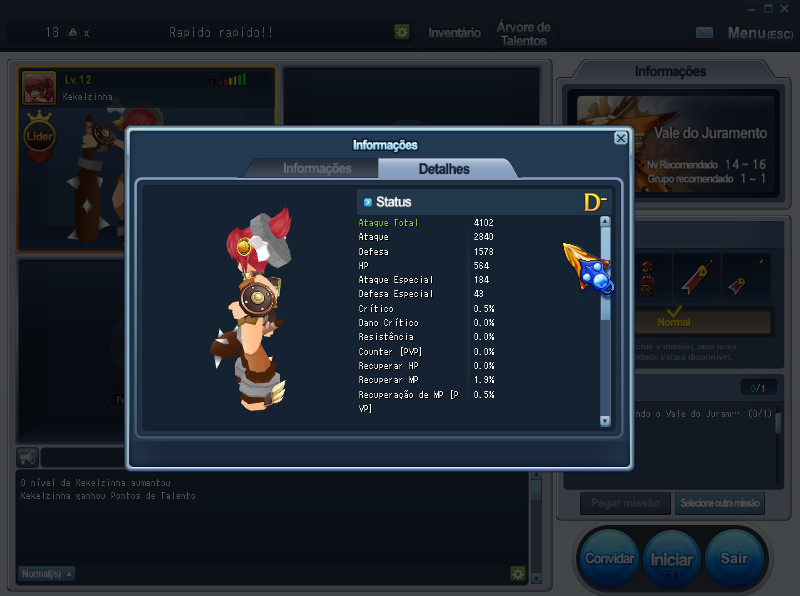 18 x Rapido rapido!! Inventário Árvore de Talentos Menu(ESC)
Lv.12
Kekelzinha
Líder
Informações
Vale do Juramento
Nv Recomendado 14 ~ 16
Grupo recomendado 1 ~ 1
Informações
Informações Detalhes
Status D-
Ataque Total 4102
Ataque 2840
Defesa 1578
HP 564
Ataque Especial 184
Defesa Especial 43
Crítico 0.5%
Dano Crítico 0.0%
Resistência 0.0%
Counter [PVP] 0.0%
Recuperar HP 0.0%
Recuperar MP 1.9%
Recuperação de MP [P 0.5%
VP]
Normal
0/1
ndo o Vale do Juram… (0/1)
O nível de Kekelzinha aumentou
Kekelzinha ganhou Pontos de Talento
Normal(s)
Pegar missão Selecione outra missão
Convidar Iniciar Sair